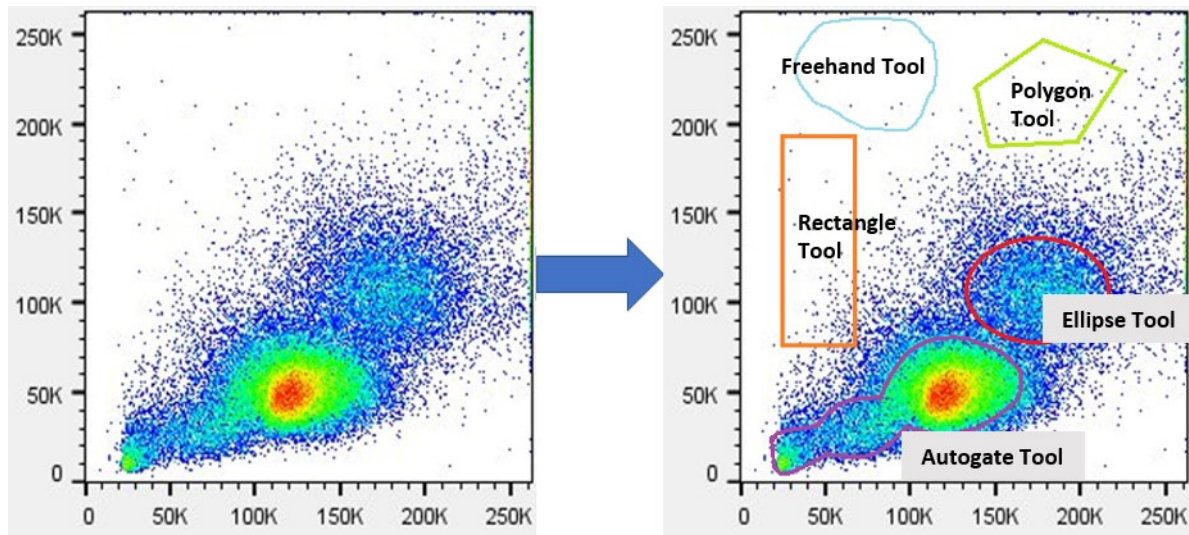 250K
200K
150K
100K
50K
0
0 50K 100K 150K 200K 250K
250K
200K
150K
100K
50K
0
0 50K 100K 150K 200K 250K
Freehand Tool
Polygon
Tool
Rectangle
Tool
Ellipse Tool
Autogate Tool